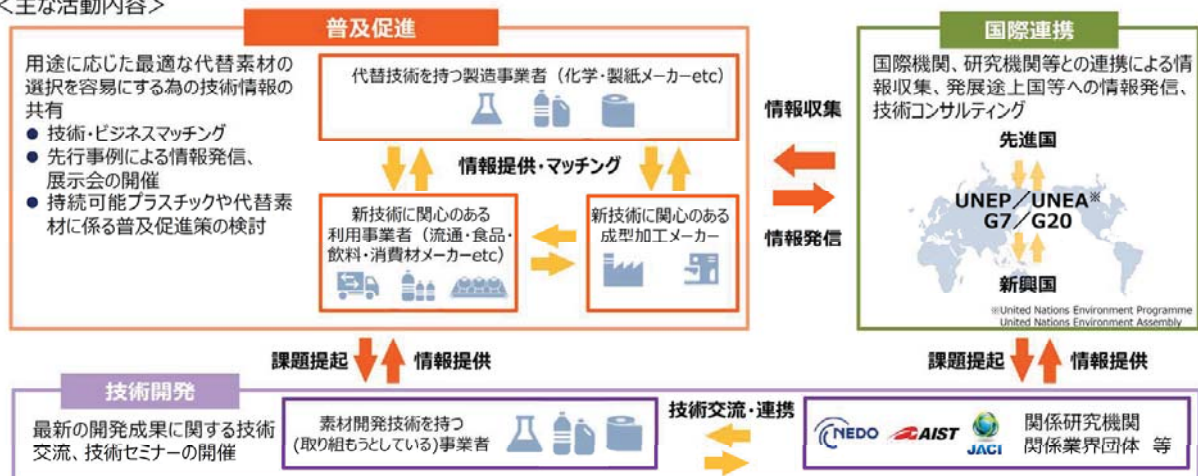 <主な活動内容>
普及促進
用途に応じた最適な代替素材の
選択を容易にする為の技術情報の
共有
● 技術・ビジネスマッチング
● 先行事例による情報発信、
展示会の開催
● 持続可能プラスチックや代替素
材に係る普及促進策の検討
代替技術を持つ製造事業者（化学・製紙メーカーetc）
情報提供・マッチング
新技術に関心のある
利用事業者（流通・食品・
飲料・消費材メーカーetc）
新技術に関心のある
成型加工メーカー
情報収集
情報発信
国際連携
国際機関、研究機関等との連携による情
報収集、発展途上国等への情報発信、
技術コンサルティング
先進国
UNEP／UNEA※
G7／G20
新興国
※United Nations Environment Programme
United Nations Environment Assembly
課題提起
情報提供
課題提起
情報提供
技術開発
最新の開発成果に関する技術
交流、技術セミナーの開催
素材開発技術を持つ
(取り組もうとしている)事業者
技術交流・連携
NEDO
AIST
JACI
関係研究機関
関係業界団体 等